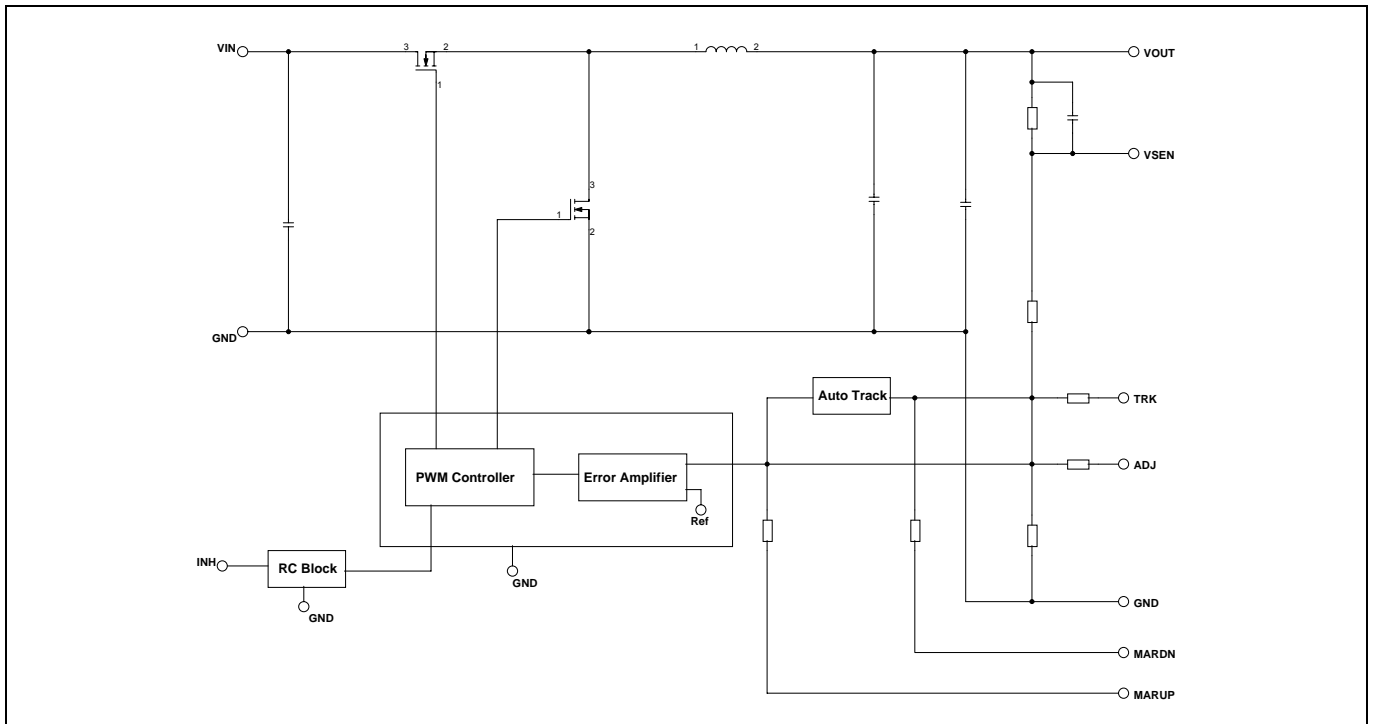 VIN
3
2
1
1
2
VOUT
VSEN
3
1
2
GND
Auto Track
TRK
PWM Controller
Error Amplifier
ADJ
Ref
INH
RC Block
GND
GND
GND
MARDN
MARUP